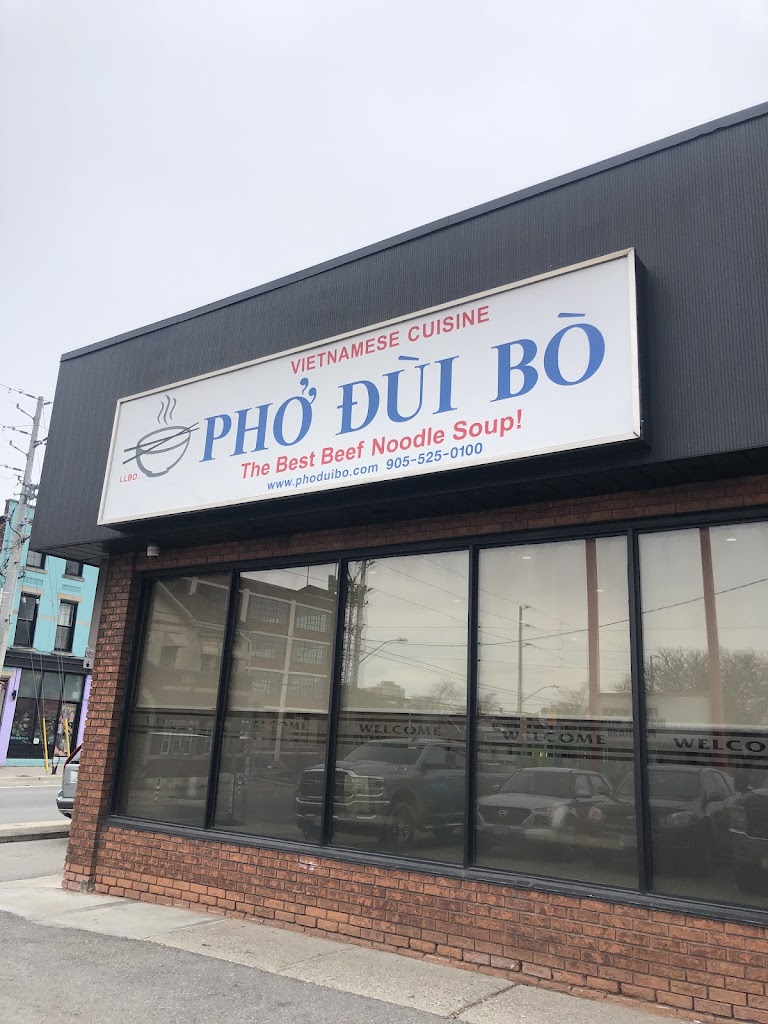 VIETNAMESE CUISINE
PHỞ ĐÙI BÒ
The Best Beef Noodle Soup!
www.phoduibo.com 905-525-0100
LLBO
WELCOME
WELCOME
WELCOME